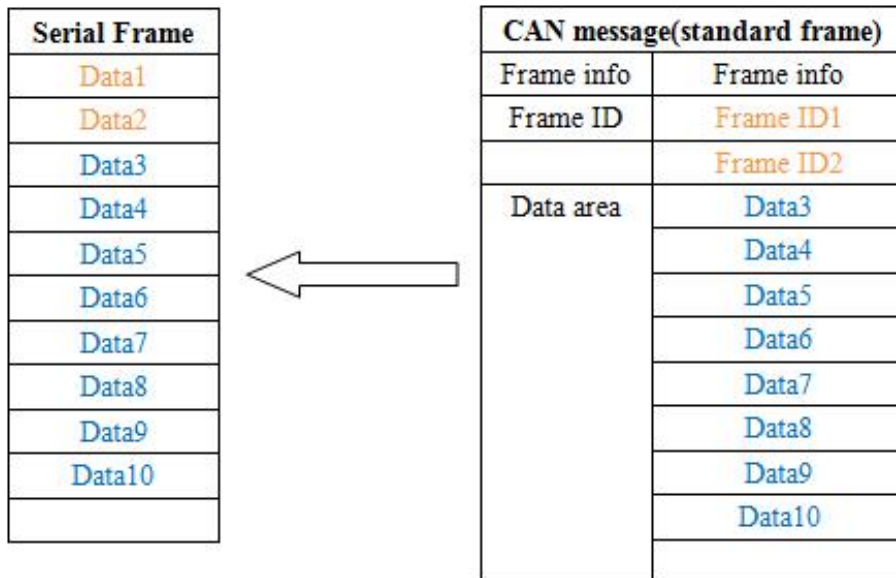 Serial Frame
Data1
Data2
Data3
Data4
Data5
Data6
Data7
Data8
Data9
Data10
CAN message(standard frame)
Frame info Frame info
Frame ID Frame ID1
Frame ID2
Data area Data3
Data4
Data5
Data6
Data7
Data8
Data9
Data10